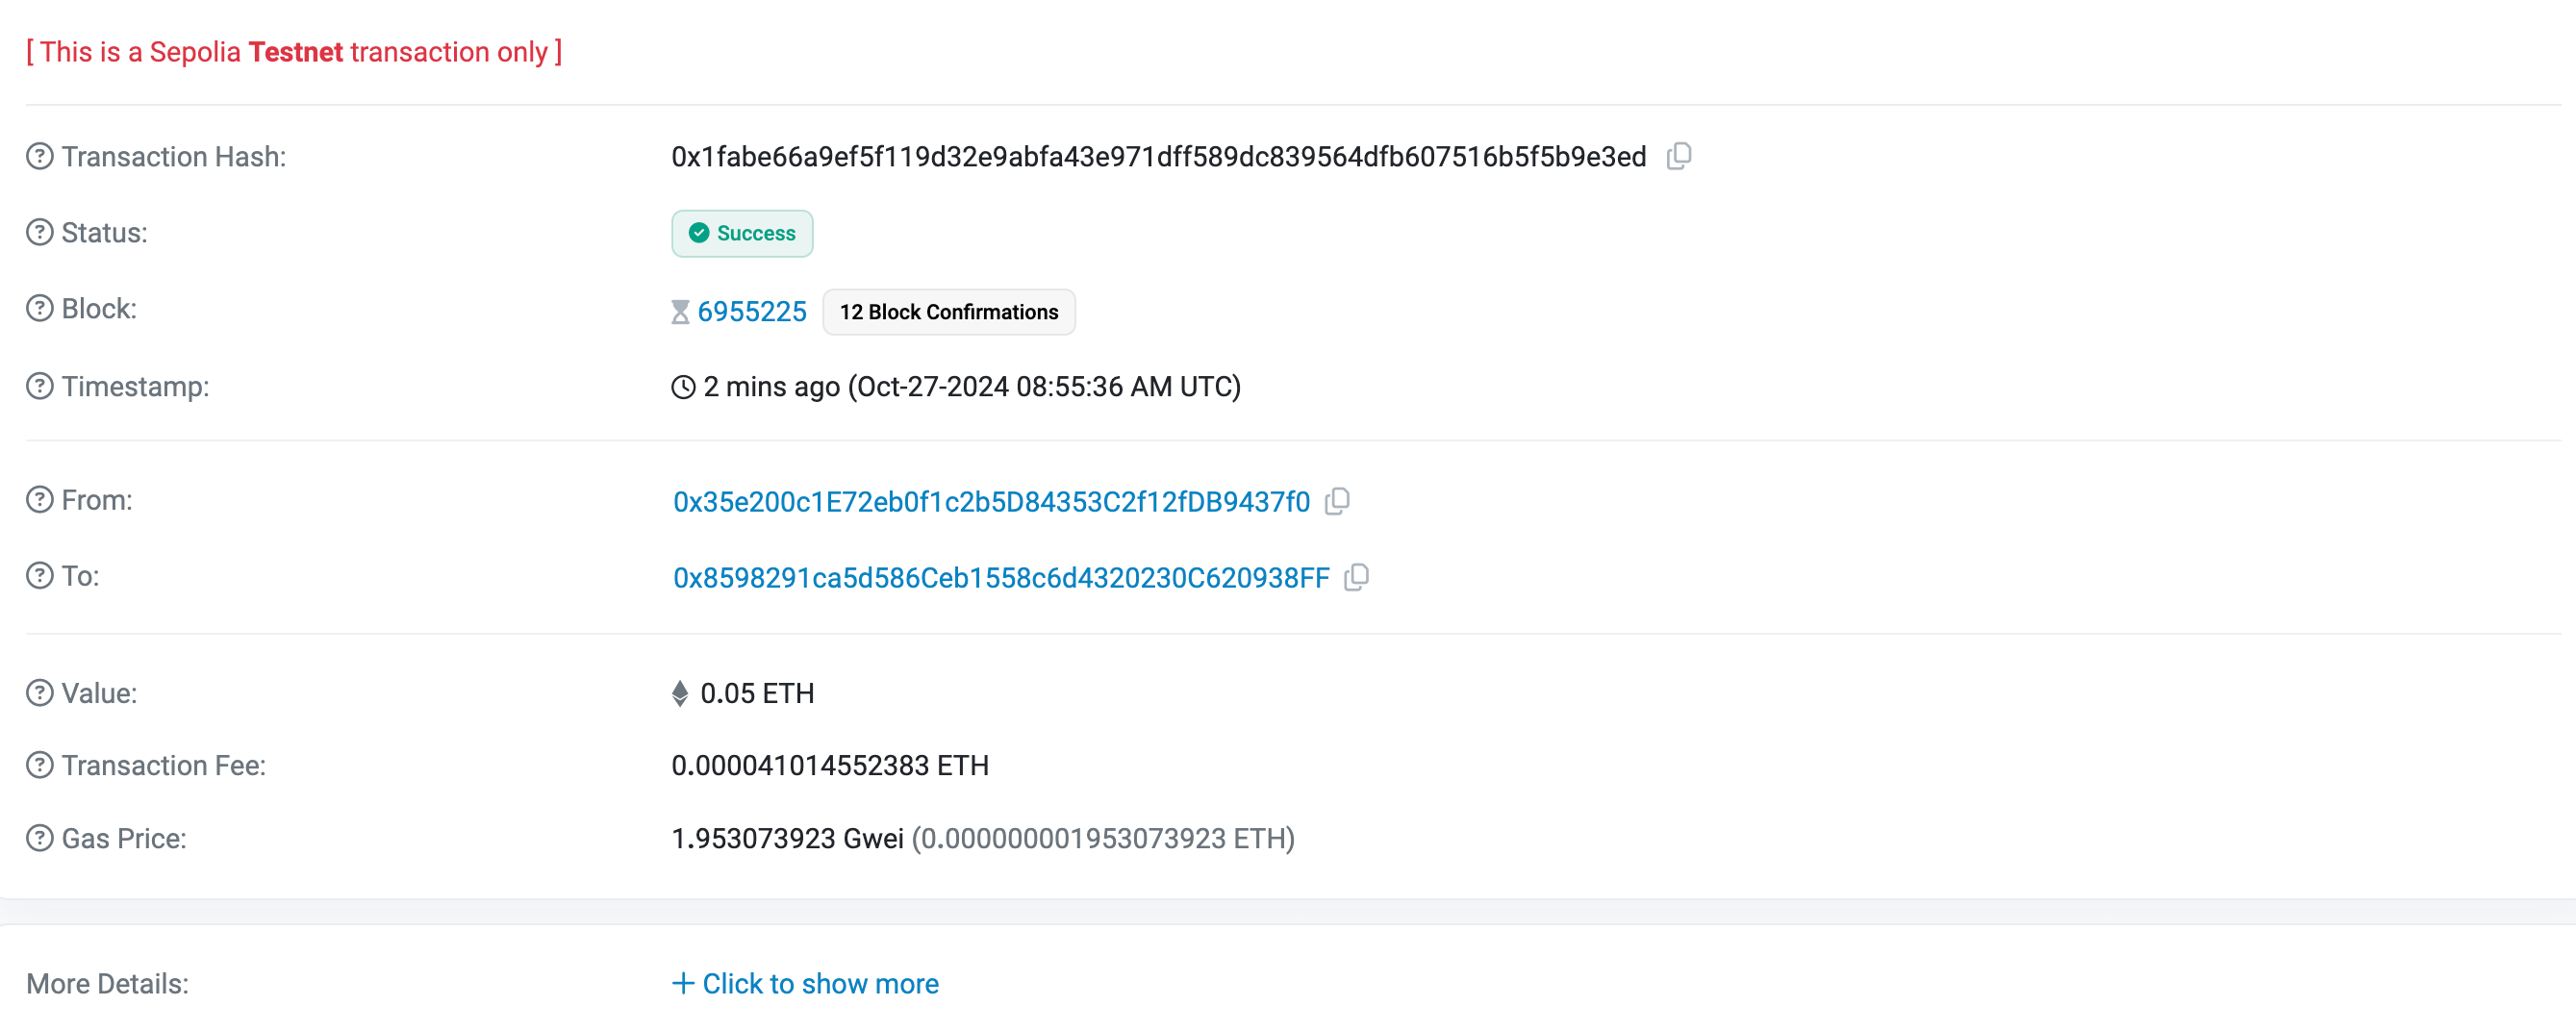 [ This is a Sepolia Testnet transaction only ]
Transaction Hash: 0x1fabe66a9ef5f119d32e9abfa43e971dff589dc839564dfb607516b5f5b9e3ed
Status: Success
Block: 6955225 12 Block Confirmations
Timestamp: 2 mins ago (Oct-27-2024 08:55:36 AM UTC)
From: 0x35e200c1E72eb0f1c2b5D84353C2f12fDB9437f0
To: 0x8598291ca5d586Ceb1558c6d4320230C620938FF
Value: 0.05 ETH
Transaction Fee: 0.000041014552383 ETH
Gas Price: 1.953073923 Gwei (0.000000001953073923 ETH)
More Details: + Click to show more